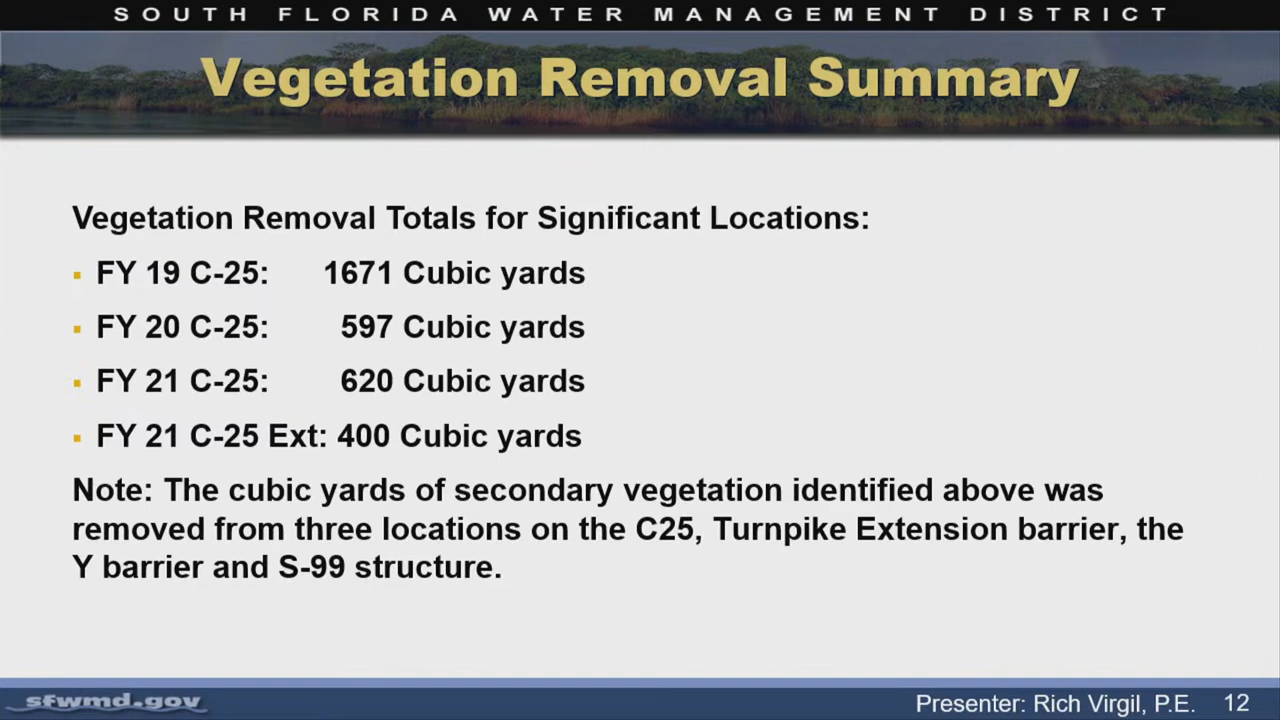 SOUTH FLORIDA WATER MANAGEMENT DISTRICT
Vegetation Removal Summary
Vegetation Removal Totals for Significant Locations:
▪ FY 19 C-25: 1671 Cubic yards
▪ FY 20 C-25: 597 Cubic yards
▪ FY 21 C-25: 620 Cubic yards
▪ FY 21 C-25 Ext: 400 Cubic yards
Note: The cubic yards of secondary vegetation identified above was
removed from three locations on the C25, Turnpike Extension barrier, the
Y barrier and S-99 structure.
sfwmd.gov
Presenter: Rich Virgil, P.E. 12